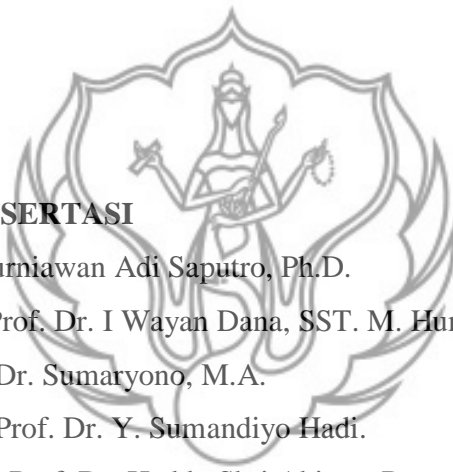 SERTASI
urniawan Adi Saputro, Ph.D.
Prof. Dr. I Wayan Dana, SST. M. Hum
Dr. Sumaryono, M.A.
Prof. Dr. Y. Sumandiyo Hadi.